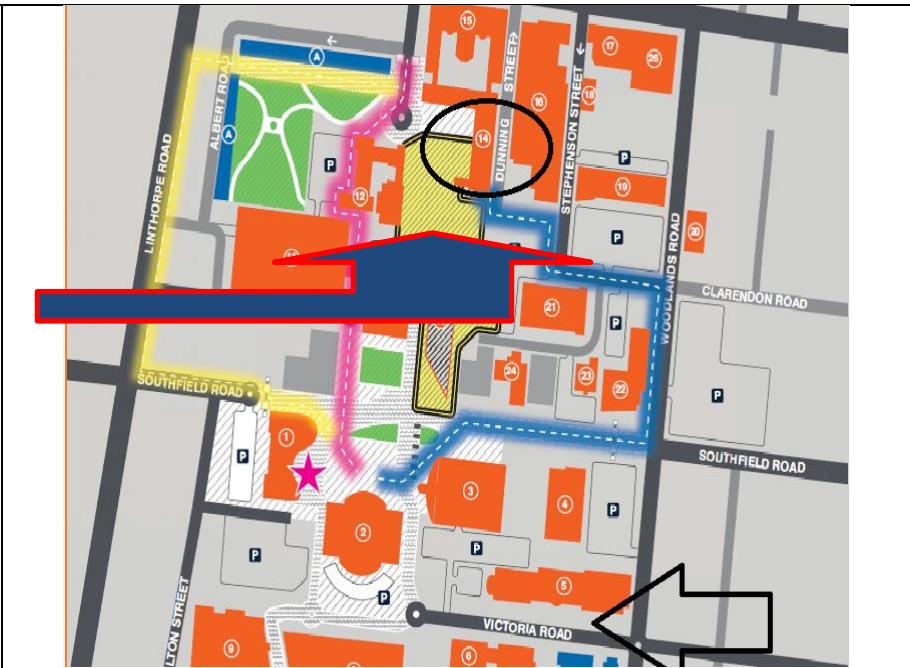 15
17
26
A
ALBERT ROAD
DUNNING STREET
STEPHENSON STREET
16
18
14
A
P
P
12
19
LINTHORPE ROAD
20
P
WOODLANDS ROAD
CLARENDON ROAD
21
P
24
23
22
P
SOUTHFIELD ROAD
1
P
SOUTHFIELD ROAD
3
4
P
2
P
P
5
P
VICTORIA ROAD
LTON STREET
9
6